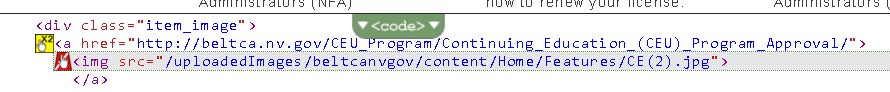 Administrators (NFA) how to renew your license. Administrators (
<div class="item_image"> ▼<code>▼
X2 <a href="http://beltca.nv.gov/CEU_Program/Continuing_Education_(CEU)_Program_Approval/">
<img src="/uploadedImages/beltcanvgov/content/Home/Features/CE(2).jpg">
</a>